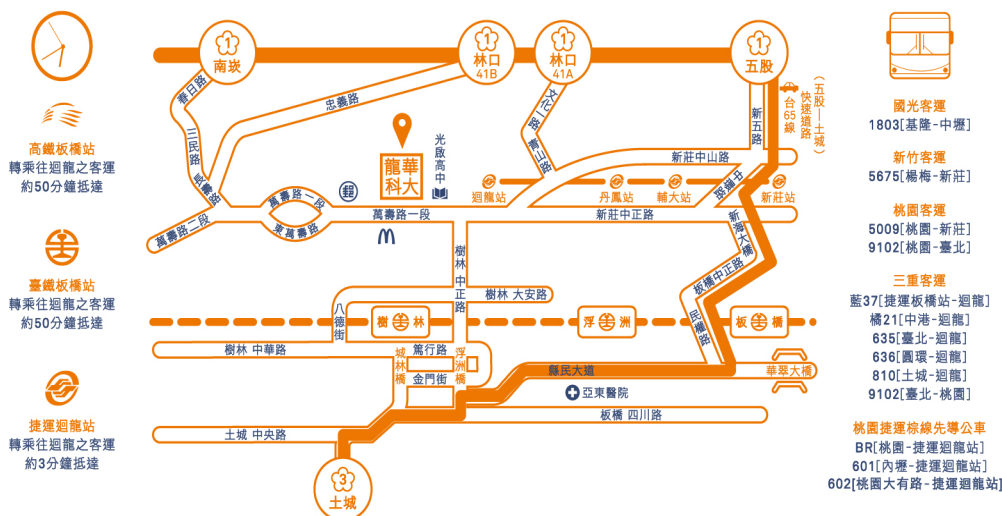 高鐵板橋站
轉乘往迴龍之客運
約50分鐘抵達
臺鐵板橋站
轉乘往迴龍之客運
約50分鐘抵達
捷運迴龍站
轉乘往迴龍之客運
約3分鐘抵達
1
南崁
1
林口
41B
1
林口
41A
1
五股
春日路
三民路
忠義路
文化一路
青山路
新五路
台65線
快速道路
(五股—土城)
龍華
科大
光啟高中
郵
新莊中山路
中華路
迴龍站
丹鳳站
輔大站
新莊站
長壽路
萬壽路二段
萬壽路一段
東萬壽路
萬壽路一段
新莊中正路
新海大橋
板橋中正路
民權路
樹林 中正路
樹林 大安路
八德街
樹林
浮洲
板橋
樹林 中華路
篤行路
城林橋
浮洲橋
金門街
縣民大道
華翠大橋
亞東醫院
板橋 四川路
土城 中央路
3
土城
國光客運
1803[基隆-中壢]
新竹客運
5675[楊梅-新莊]
桃園客運
5009[桃園-新莊]
9102[桃園-臺北]
三重客運
藍37[捷運板橋站-迴龍]
橘21[中港-迴龍]
635[臺北-迴龍]
636[圓環-迴龍]
810[土城-迴龍]
9102[臺北-桃園]
桃園捷運棕線先導公車
BR[桃園-捷運迴龍站]
601[內壢-捷運迴龍站]
602[桃園大有路-捷運迴龍站]